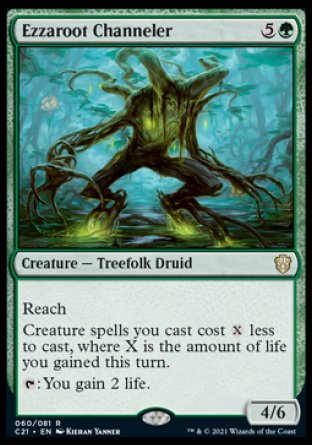 Ezzaroot Channeler 5
Creature — Treefolk Druid
Reach
Creature spells you cast cost X less
to cast, where X is the amount of life
you gained this turn.
:You gain 2 life.
060/081 R
C21 • EN KIERAN TANNER
™ & © 2021 Wizards of the Coast
4/6